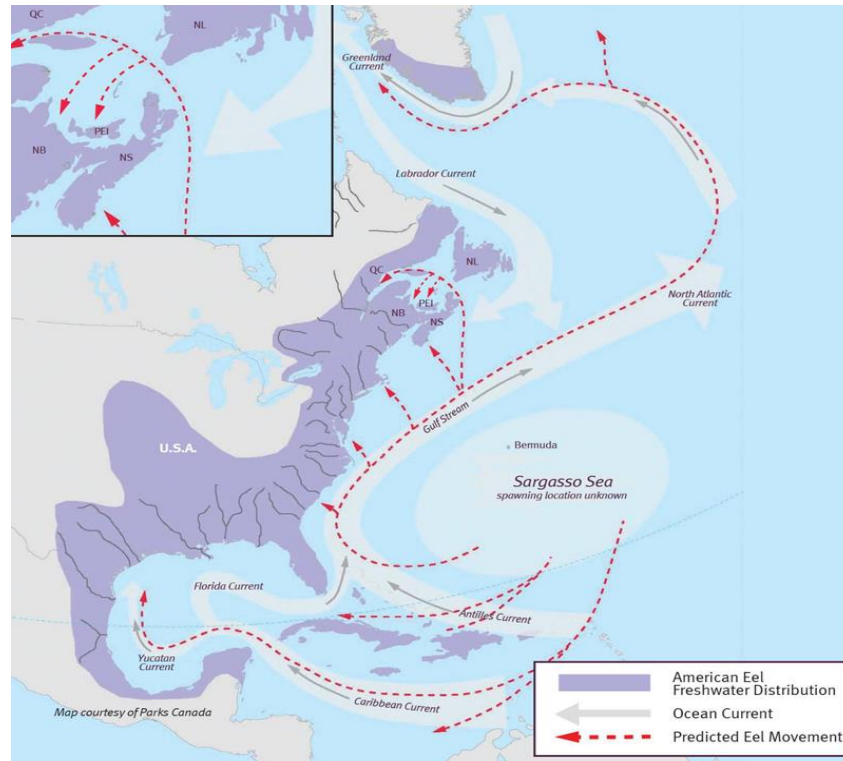 QC
NL
PEI
NB
NS
Greenland
Current
Labrador Current
QC
NL
PEI
NB
NS
North Atlantic
Current
Gulf Stream
U.S.A.
Bermuda
Sargasso Sea
spawning location unknown
Florida Current
Antilles Current
Yucatan
Current
Caribbean Current
Map courtesy of Parks Canada
American Eel
Freshwater Distribution
Ocean Current
Predicted Eel Movement